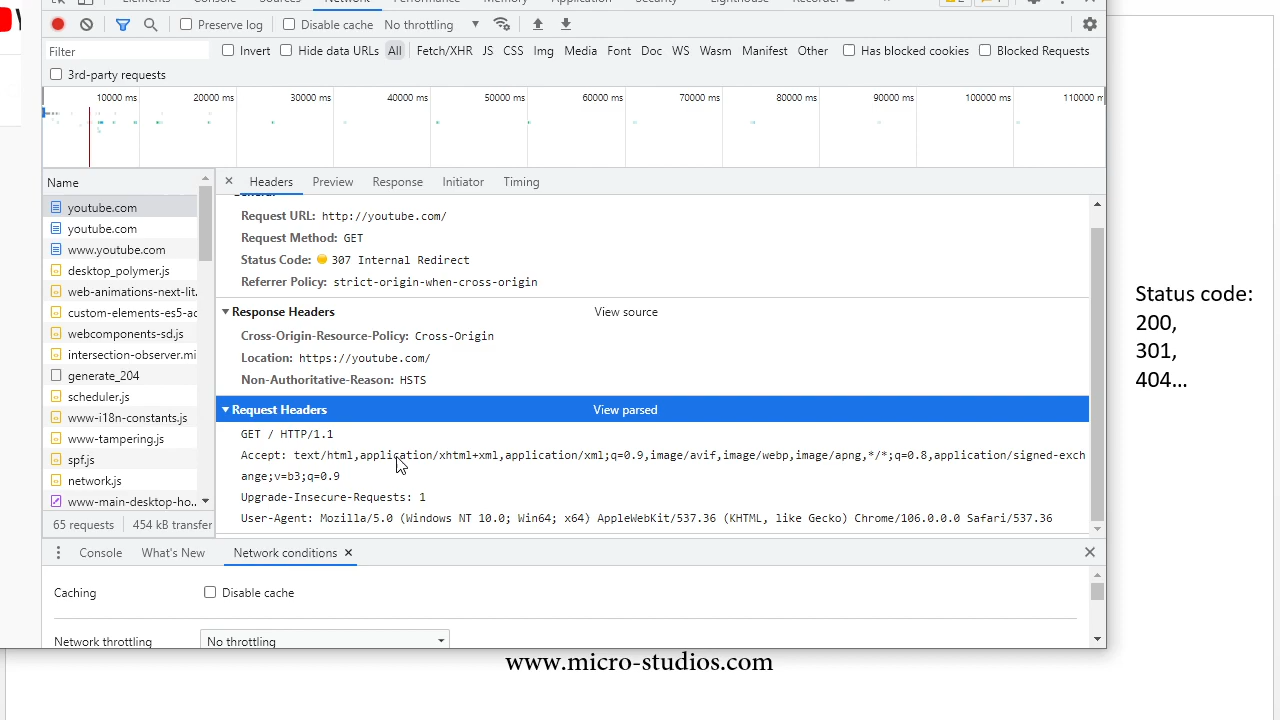 Preserve log
Disable cache
No throttling
Filter
Invert
Hide data URLs
All
Fetch/XHR
JS
CSS
Img
Media
Font
Doc
WS
Wasm
Manifest
Other
Has blocked cookies
Blocked Requests
3rd-party requests
10000 ms
20000 ms
30000 ms
40000 ms
50000 ms
60000 ms
70000 ms
80000 ms
90000 ms
100000 ms
110000 m
Name
Headers
Preview
Response
Initiator
Timing
youtube.com
youtube.com
www.youtube.com
desktop_polymer.js
web-animations-next-lit.
custom-elements-es5-ac
webcomponents-sd.js
intersection-observer.mi
generate_204
scheduler.js
www-i18n-constants.js
www-tampering.js
spf.js
network.js
www-main-desktop-ho..
65 requests
454 kB transfer
Request URL: http://youtube.com/
Request Method: GET
Status Code: 307 Internal Redirect
Referrer Policy: strict-origin-when-cross-origin
Response Headers
View source
Cross-Origin-Resource-Policy: Cross-Origin
Location: https://youtube.com/
Non-Authoritative-Reason: HSTS
Request Headers
View parsed
GET / HTTP/1.1
Accept: text/html,application/xhtml+xml,application/xml;q=0.9,image/avif,image/webp,image/apng,*/*;q=0.8,application/signed-exch
ange;v=b3;q=0.9
Upgrade-Insecure-Requests: 1
User-Agent: Mozilla/5.0 (Windows NT 10.0; Win64; x64) AppleWebKit/537.36 (KHTML, like Gecko) Chrome/106.0.0.0 Safari/537.36
Console
What's New
Network conditions
Caching
Disable cache
Network throttling
No throttling
Status code:
200,
301,
404...
www.micro-studios.com